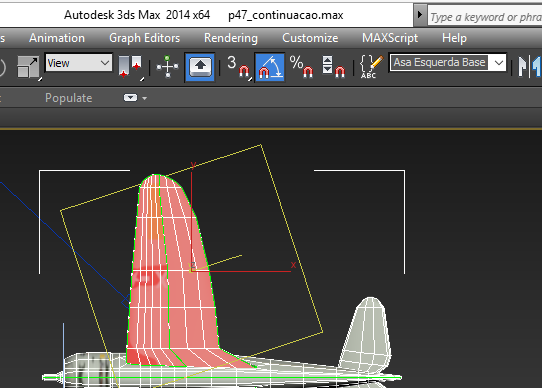 Autodesk 3ds Max 2014 x64 p47_continuacao.max
Type a keyword or phra
Animation Graph Editors Rendering Customize MAXScript Help
View 3 % ABC Asa Esquerda Base
Populate
y
x